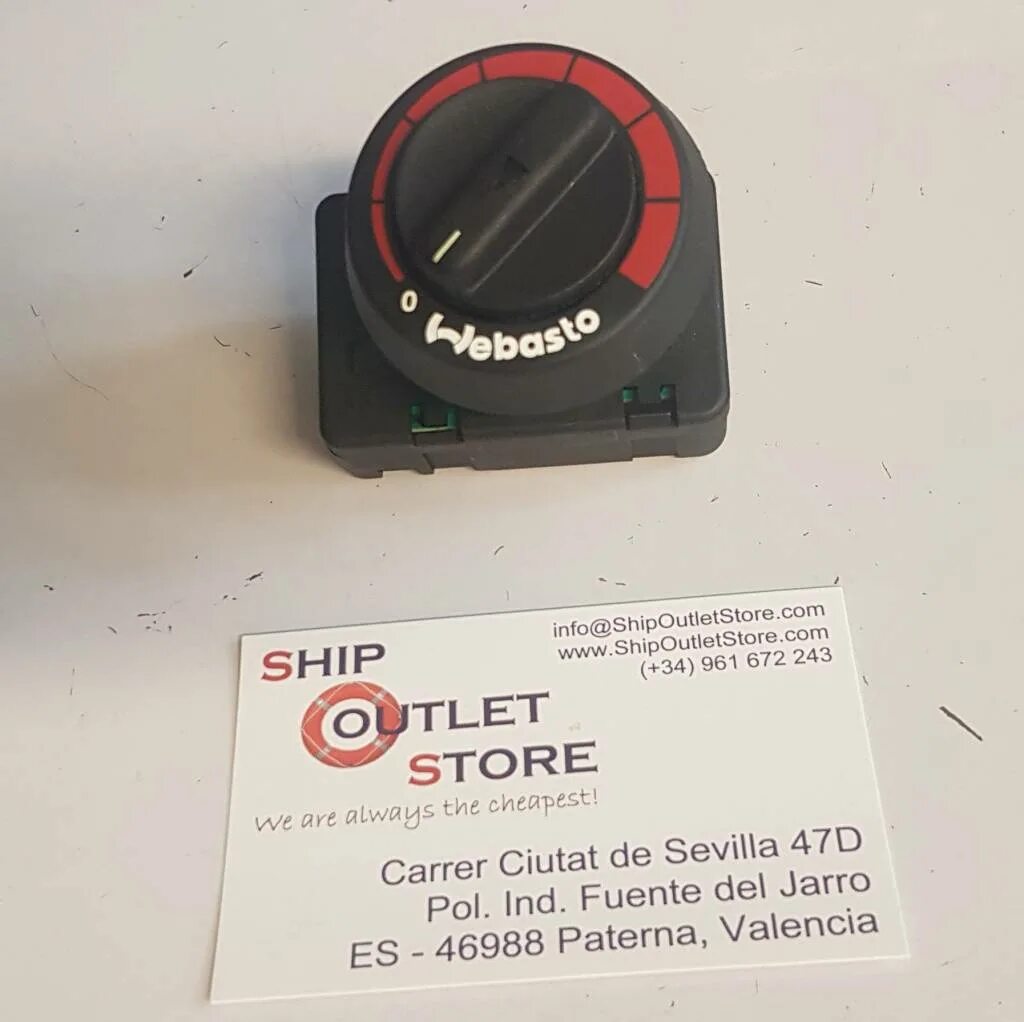 0
Webasto
SHIP
OUTLET
STORE
We are always the cheapest!
info@ShipOutletStore.com
www.ShipOutletStore.com
(+34) 961 672 243
Carrer Ciutat de Sevilla 47D
Pol. Ind. Fuente del Jarro
ES - 46988 Paterna, Valencia